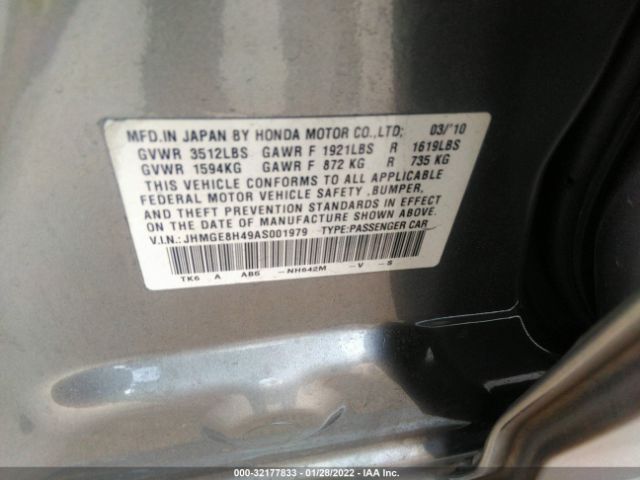 MFD.IN JAPAN BY HONDA MOTOR CO.,LTD; 03/'10
GVWR 3512LBS GAWR F 1921LBS R 1619LBS
GVWR 1594KG GAWR F 872 KG R 735 KG
THIS VEHICLE CONFORMS TO ALL APPLICABLE
FEDERAL MOTOR VEHICLE SAFETY ,BUMPER,
AND THEFT PREVENTION STANDARDS IN EFFECT
ON THE DATE OF MANUFACTURE SHOWN ABOVE.
V.I.N.: JHMGE8H49AS001979 TYPE:PASSENGER CAR
TK6 A AB5 -NH642M -V -S
000-32177833 - 01/28/2022 - IAA Inc.